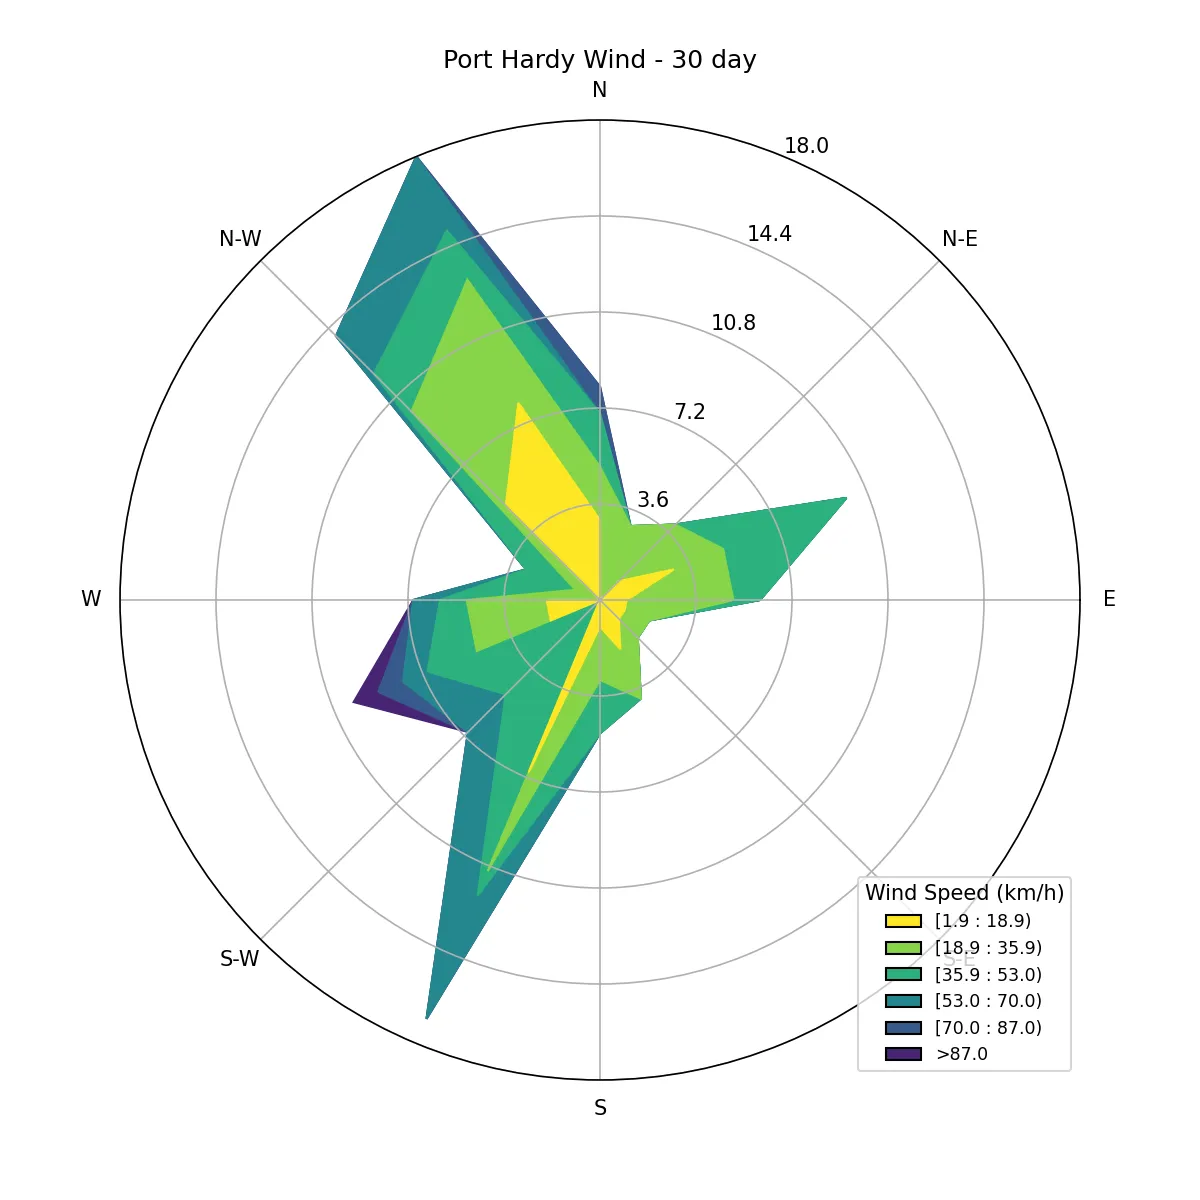 Port Hardy Wind - 30 day
N
18.0
N-W
14.4
N-E
10.8
7.2
3.6
W
E
S-W
S-E
S
Wind Speed (km/h)
[1.9 : 18.9)
[18.9 : 35.9)
[35.9 : 53.0)
[53.0 : 70.0)
[70.0 : 87.0)
>87.0